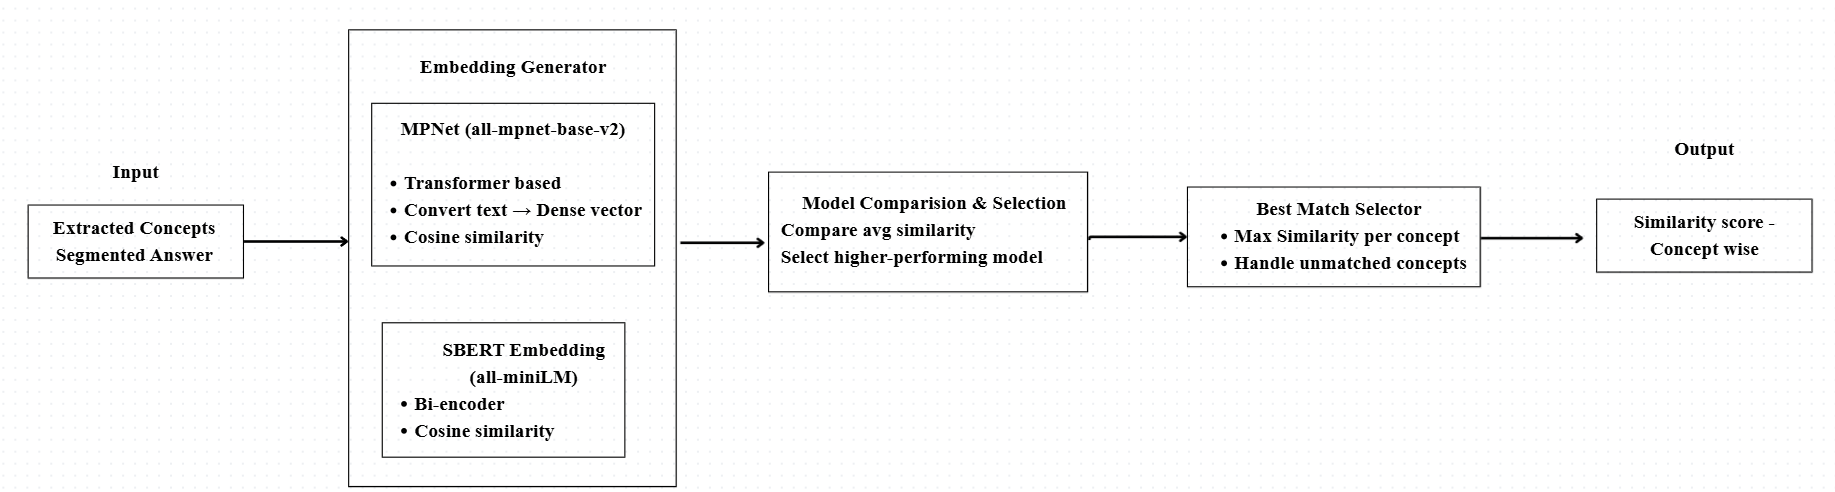 Input
Extracted Concepts
Segmented Answer
Embedding Generator
MPNet (all-mpnet-base-v2)
• Transformer based
• Convert text → Dense vector
• Cosine similarity
SBERT Embedding
(all-miniLM)
• Bi-encoder
• Cosine similarity
Model Comparision & Selection
Compare avg similarity
Select higher-performing model
Best Match Selector
• Max Similarity per concept
• Handle unmatched concepts
Output
Similarity score -
Concept wise